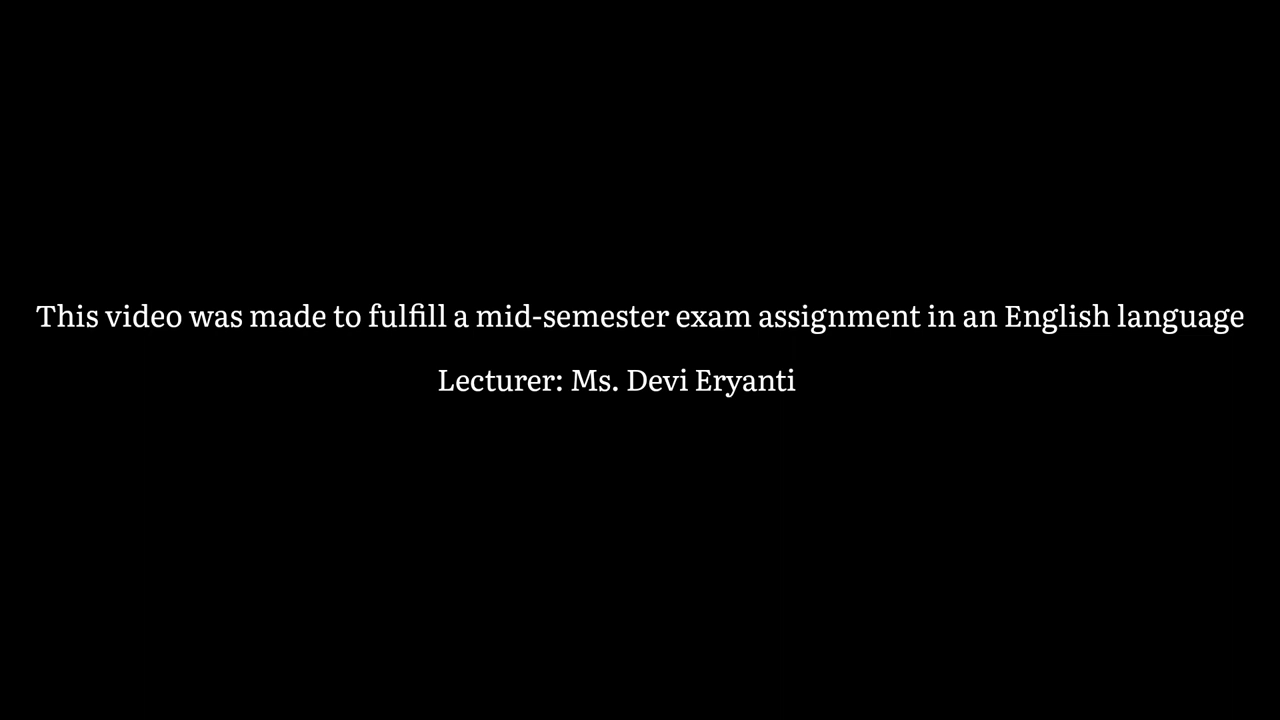 This video was made to fulfill a mid-semester exam assignment in an English language
Lecturer: Ms. Devi Eryanti